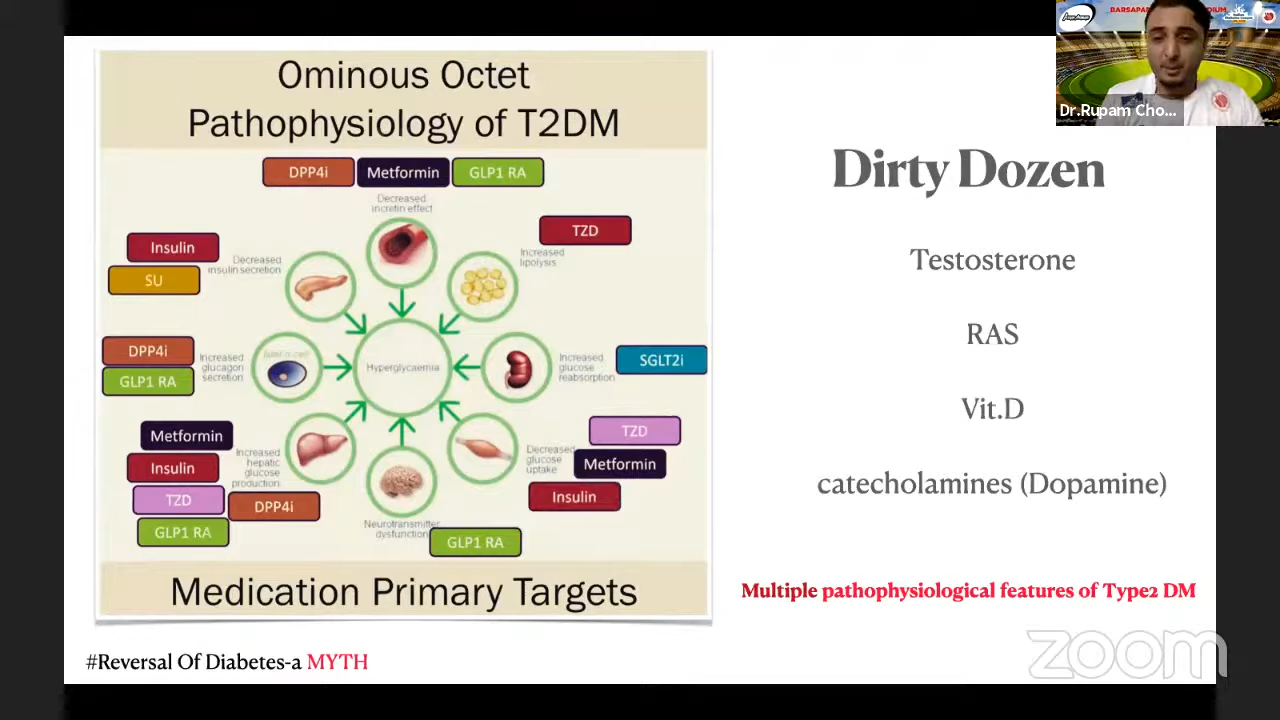 BARSAPAR
Dr.Rupam Cho...
Ominous Octet
Pathophysiology of T2DM
DPP4i
Metformin
GLP1 RA
Decreased
incretin effect
TZD
Increased
lipolysis
Insulin
SU
Decreased
insulin secretion
DPP4i
GLP1 RA
Increased
glucagon
secretion
Hyperglycaemia
Increased
glucose
reabsorption
SGLT2i
Metformin
Insulin
TZD
DPP4i
GLP1 RA
Increased
hepatic
glucose
production
Neurotransmitter
dysfunction
GLP1 RA
Decreased
glucose
uptake
TZD
Metformin
Insulin
Medication Primary Targets
Dirty Dozen
Testosterone
RAS
Vit.D
catecholamines (Dopamine)
Multiple pathophysiological features of Type2 DM
#Reversal Of Diabetes-a MYTH
zoom